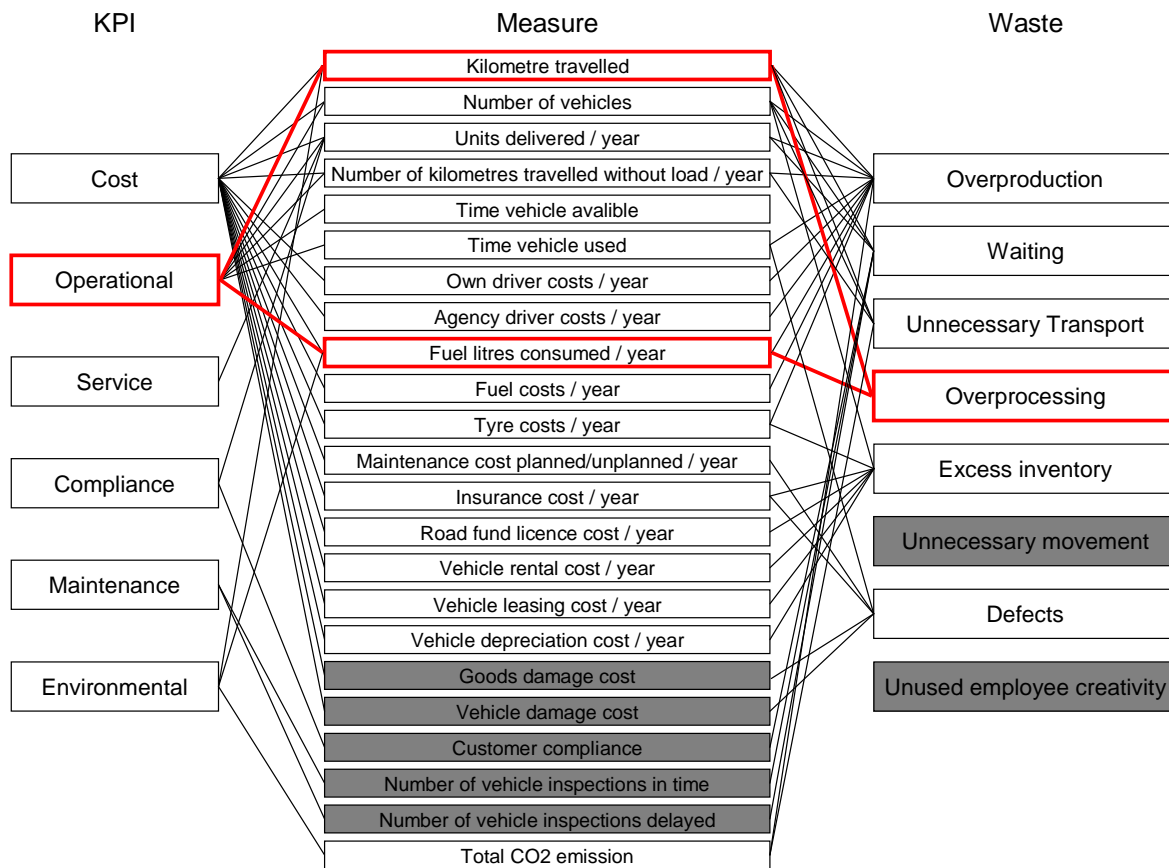 KPI
Measure
Waste
Cost
Operational
Service
Compliance
Maintenance
Environmental
Kilometre travelled
Number of vehicles
Units delivered / year
Number of kilometres travelled without load / year
Time vehicle avalible
Time vehicle used
Own driver costs / year
Agency driver costs / year
Fuel litres consumed / year
Fuel costs / year
Tyre costs / year
Maintenance cost planned/unplanned / year
Insurance cost / year
Road fund licence cost / year
Vehicle rental cost / year
Vehicle leasing cost / year
Vehicle depreciation cost / year
Goods damage cost
Vehicle damage cost
Customer compliance
Number of vehicle inspections in time
Number of vehicle inspections delayed
Total CO2 emission
Overproduction
Waiting
Unnecessary Transport
Overprocessing
Excess inventory
Unnecessary movement
Defects
Unused employee creativity